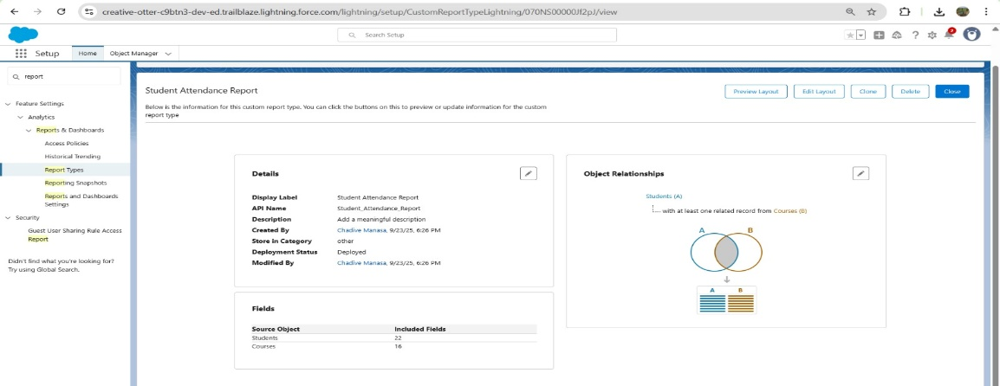 creative-otter-c9btn3-dev-ed.trailblaze.lightning.force.com/lightning/setup/CustomReportTypeLightning/070NS00000Jf2pJ/view
Search Setup
2
Setup
Home
Object Manager
report
Feature Settings
Analytics
Reports & Dashboards
Access Policies
Historical Trending
Report Types
Reporting Snapshots
Reports and Dashboards
Settings
Security
Guest User Sharing Rule Access
Report
Didn't find what you're looking for?
Try using Global Search.
Student Attendance Report
Preview Layout
Edit Layout
Clone
Delete
Close
Below is the information for this custom report type. You can click the buttons on this to preview or update information for the custom
report type
Details
Display Label Student Attendance Report
API Name Student_Attendance_Report
Description Add a meaningful description
Created By Chadive Manasa, 9/23/25, 6:26 PM
Store in Category other
Deployment Status Deployed
Modified By Chadive Manasa, 9/23/25, 6:26 PM
Fields
Source Object Included Fields
Students 22
Courses 16
Object Relationships
Students (A)
with at least one related record from Courses (B)
A B
A B